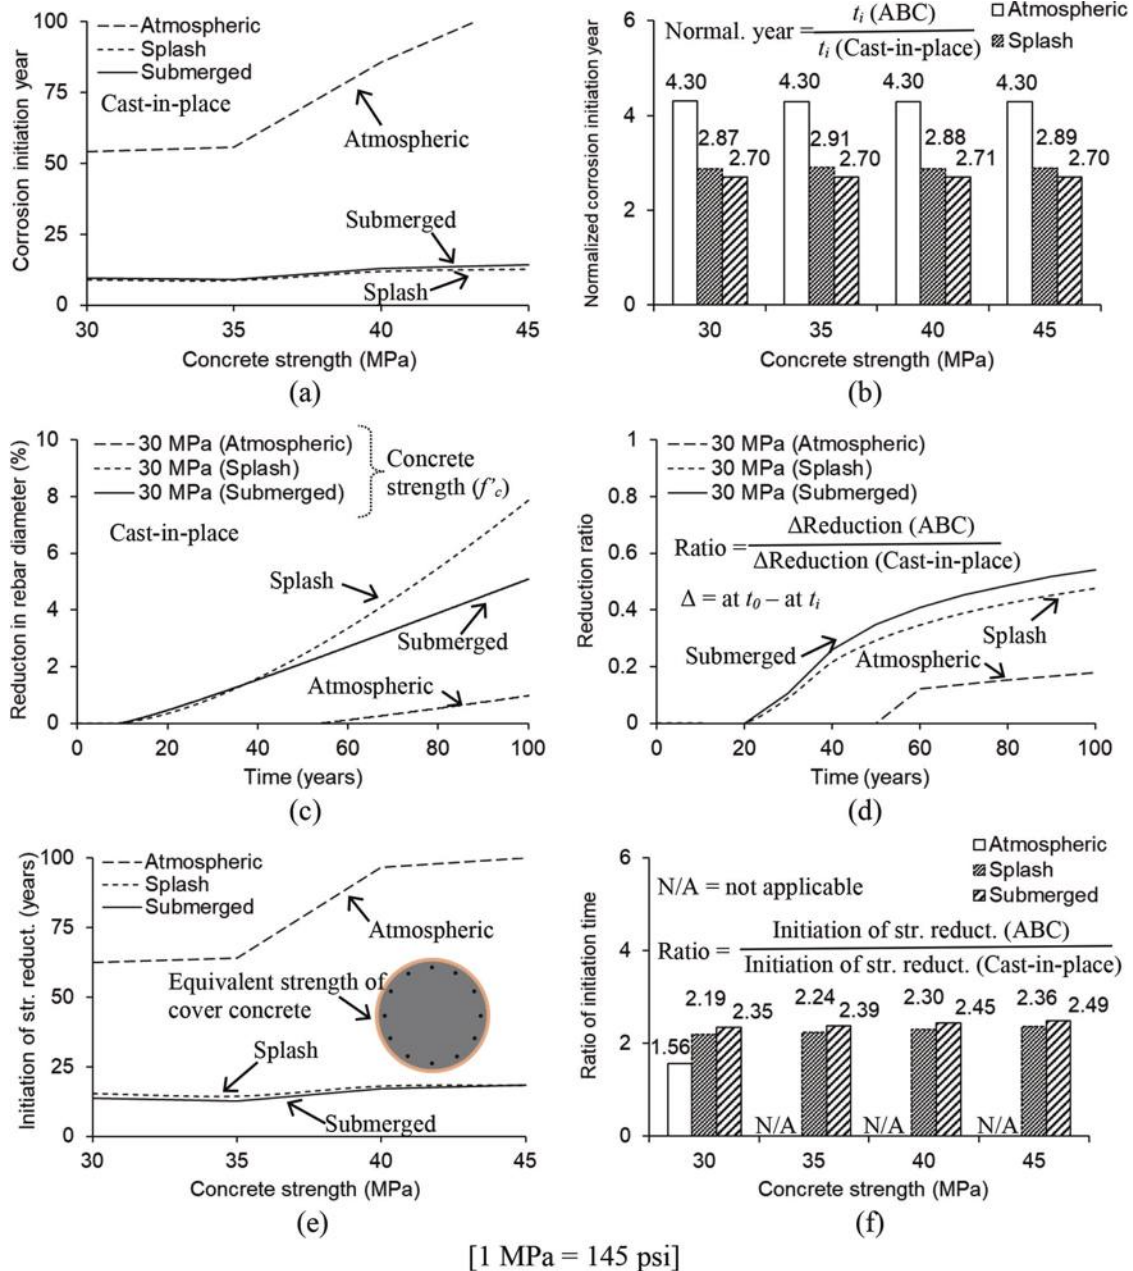 100
75
50
25
0
30
35
40
45
Corrosion initiation year
Concrete strength (MPa)
Atmospheric
Splash
Submerged
Cast-in-place
Atmospheric
Submerged
Splash
(a)
6
4
2
0
30
35
40
45
Normalized corrosion initiation year
Concrete strength (MPa)
Normal. year = t_i (ABC) / t_i (Cast-in-place)
Atmospheric
Splash
4.30
4.30
4.30
4.30
2.87
2.91
2.88
2.89
2.70
2.70
2.71
2.70
(b)
10
8
6
4
2
0
0
20
40
60
80
100
Reducton in rebar diameter (%)
Time (years)
30 MPa (Atmospheric)
30 MPa (Splash)
30 MPa (Submerged)
Concrete
strength (f'c)
Cast-in-place
Splash
Submerged
Atmospheric
(c)
1
0.8
0.6
0.4
0.2
0
0
20
40
60
80
100
Reduction ratio
Time (years)
30 MPa (Atmospheric)
30 MPa (Splash)
30 MPa (Submerged)
Ratio = ΔReduction (ABC) / ΔReduction (Cast-in-place)
Δ = at t0 – at ti
Submerged
Splash
Atmospheric
(d)
100
75
50
25
0
30
35
40
45
Initiation of str. reduct. (years)
Concrete strength (MPa)
Atmospheric
Splash
Submerged
Atmospheric
Equivalent strength of
cover concrete
Splash
Submerged
(e)
6
4
2
0
30
35
40
45
Ratio of initiation time
Concrete strength (MPa)
Atmospheric
Splash
Submerged
N/A = not applicable
Ratio = Initiation of str. reduct. (ABC) / Initiation of str. reduct. (Cast-in-place)
1.56
2.19
2.35
N/A
2.24
2.39
N/A
2.30
2.45
N/A
2.36
2.49
(f)
[1 MPa = 145 psi]